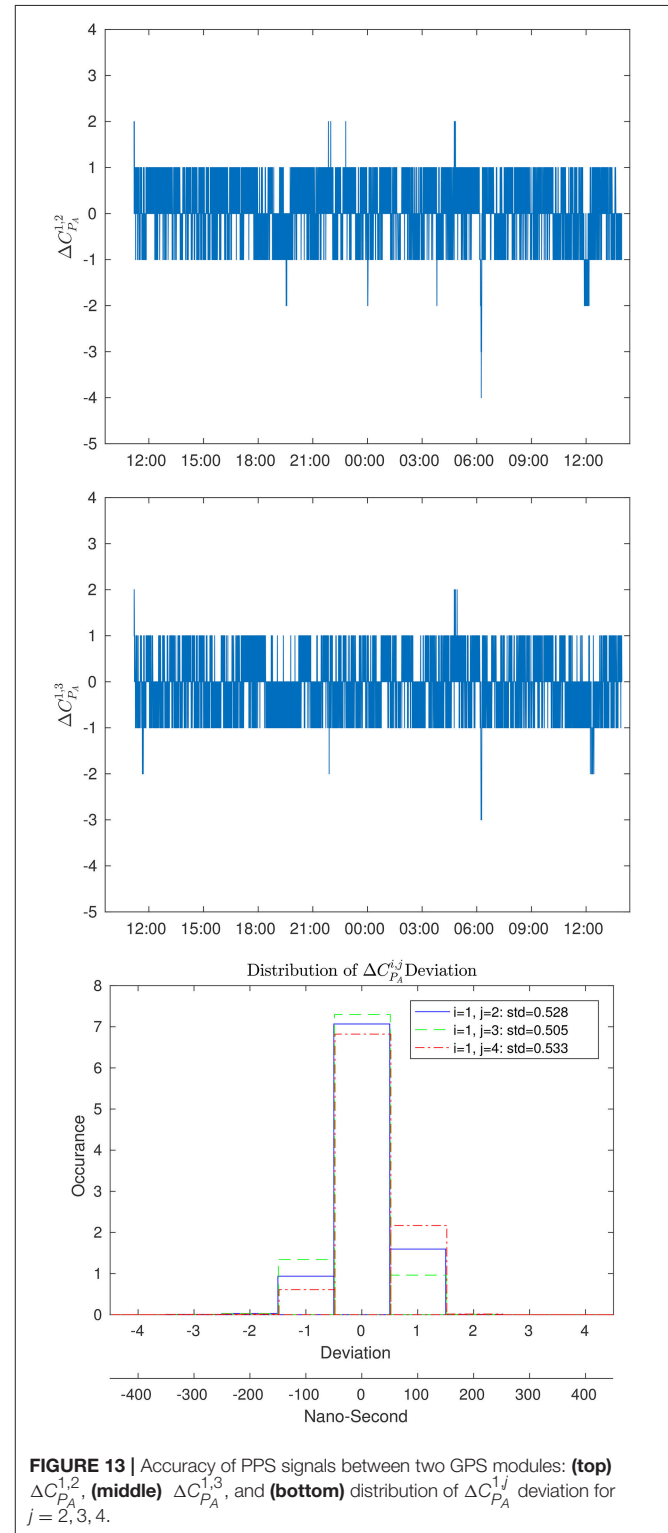 4
3
2
1
0
-1
-2
-3
-4
-5
ΔC_{P_A}^{1,2}
12:00 15:00 18:00 21:00 00:00 03:00 06:00 09:00 12:00
4
3
2
1
0
-1
-2
-3
-4
-5
ΔC_{P_A}^{1,3}
12:00 15:00 18:00 21:00 00:00 03:00 06:00 09:00 12:00
Distribution of ΔC_{P_A}^{i,j} Deviation
8
7
6
5
4
3
2
1
0
Occurance
i=1, j=2: std=0.528
i=1, j=3: std=0.505
i=1, j=4: std=0.533
-4 -3 -2 -1 0 1 2 3 4
Deviation
-400 -300 -200 -100 0 100 200 300 400
Nano-Second
FIGURE 13 | Accuracy of PPS signals between two GPS modules: (top)
ΔC_{P_A}^{1,2}, (middle) ΔC_{P_A}^{1,3}, and (bottom) distribution of ΔC_{P_A}^{1,j} deviation for
j = 2, 3, 4.